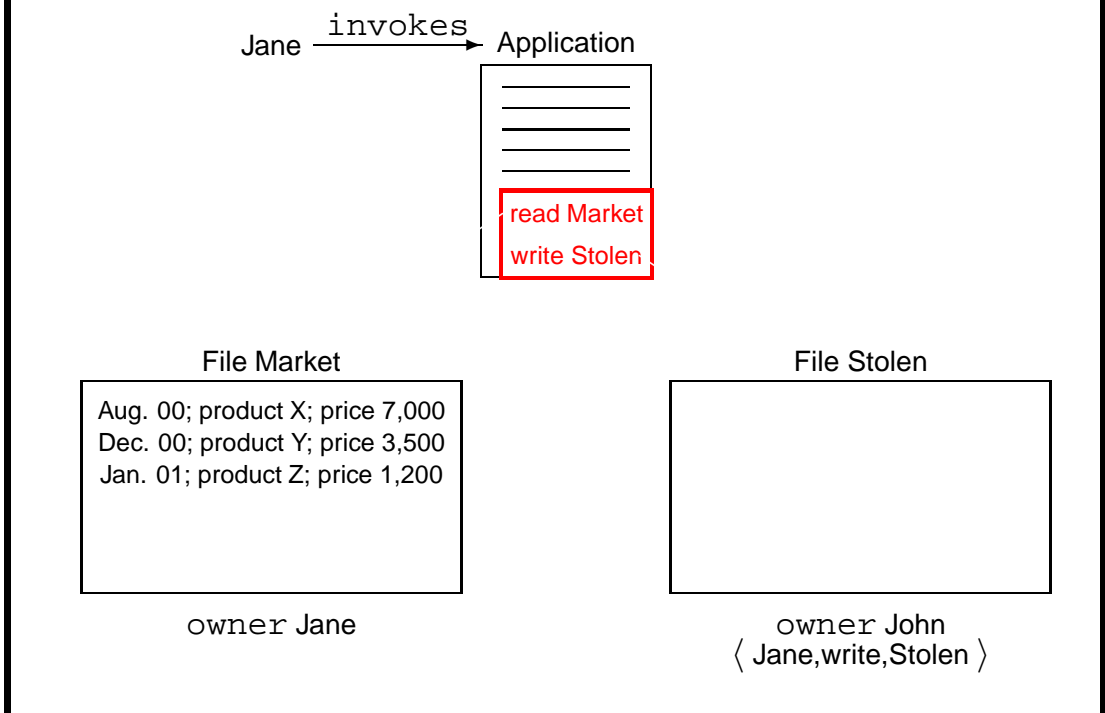 invokes
Jane
Application
read Market
write Stolen
File Market
File Stolen
Aug. 00; product X; price 7,000
Dec. 00; product Y; price 3,500
Jan. 01; product Z; price 1,200
owner Jane
owner John
⟨ Jane,write,Stolen ⟩